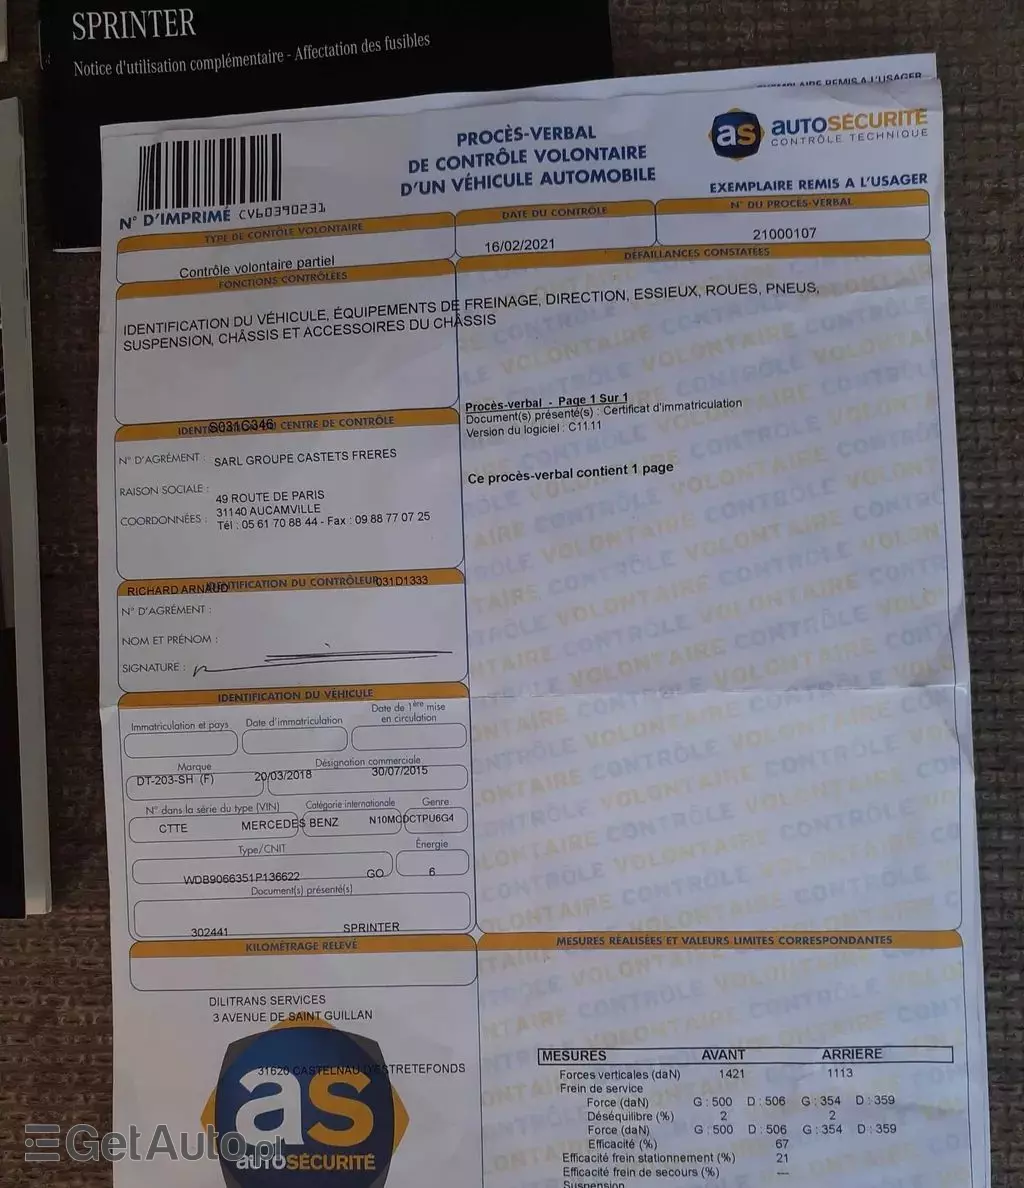 SPRINTER
Notice d'utilisation complémentaire - Affectation des fusibles
EXEMPLAIRE REMIS A L'USAGER
as AUTOSÉCURITÉ
CONTRÔLE TECHNIQUE
PROCÈS-VERBAL
DE CONTRÔLE VOLONTAIRE
D'UN VÉHICULE AUTOMOBILE
EXEMPLAIRE REMIS A L'USAGER
N° D'IMPRIMÉ CV60390231
TYPE DE CONTÔLE VOLONTAIRE
DATE DU CONTRÔLE
N° DU PROCÈS-VERBAL
Contrôle volontaire partiel
16/02/2021
21000107
FONCTIONS CONTRÔLÉES
DÉFAILLANCES CONSTATÉES
IDENTIFICATION DU VÉHICULE, ÉQUIPEMENTS DE FREINAGE, DIRECTION, ESSIEUX, ROUES, PNEUS,
SUSPENSION, CHÂSSIS ET ACCESSOIRES DU CHÂSSIS
Procès-verbal - Page 1 Sur 1
Document(s) présenté(s) : Certificat d'immatriculation
Version du logiciel : C11.11
Ce procès-verbal contient 1 page
S031C346
CENTRE DE CONTRÔLE
N° D'AGRÉMENT : SARL GROUPE CASTETS FRERES
RAISON SOCIALE :
49 ROUTE DE PARIS
31140 AUCAMVILLE
COORDONNÉES : Tél : 05 61 70 88 44 - Fax : 09 88 77 07 25
RICHARD ARNAUD IDENTIFICATION DU CONTRÔLEUR 031D1333
N° D'AGRÉMENT :
NOM ET PRÉNOM :
SIGNATURE :
IDENTIFICATION DU VÉHICULE
Immatriculation et pays
Date d'immatriculation
Date de 1ère mise
en circulation
Marque
Désignation commerciale
DT-203-SH (F)
20/03/2018
30/07/2015
N° dans la série du type (VIN)
Catégorie internationale
Genre
CTTE
MERCEDES BENZ
N10MCDCTPU6G4
Type/CNIT
Énergie
WDB9066351P136622
GO
6
Document(s) présenté(s)
302441
SPRINTER
KILOMÉTRAGE RELEVÉ
MESURES RÉALISÉES ET VALEURS LIMITES CORRESPONDANTES
DILITRANS SERVICES
3 AVENUE DE SAINT GUILLAN
31620 CASTELNAU D'ESTRETEFONDS
as
AUTOSÉCURITÉ
GetAuto.pl
MESURES AVANT ARRIERE
Forces verticales (daN) 1421 1113
Frein de service
Force (daN) G : 500 D : 506 G : 354 D : 359
Déséquilibre (%) 2 2
Force (daN) G : 500 D : 506 G : 354 D : 359
Efficacité (%) 67
Efficacité frein stationnement (%) 21
Efficacité frein de secours (%) ---
Suspension